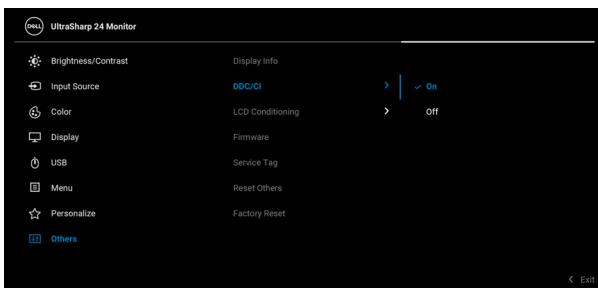 DELL UltraSharp 24 Monitor
Brightness/Contrast Display Info
Input Source DDC/CI > ✓ On
Color LCD Conditioning > Off
Display Firmware
USB Service Tag
Menu Reset Others
Personalize Factory Reset
Others
< Exit